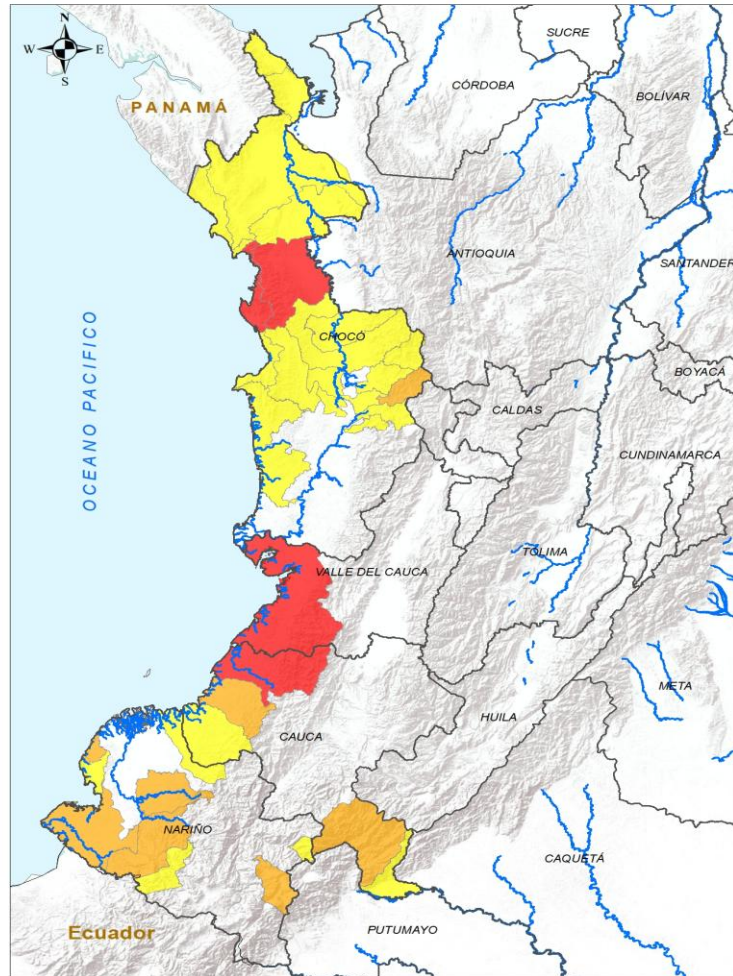 N
W E
S
PANAMÁ
SUCRE
CÓRDOBA
BOLÍVAR
ANTIOQUIA
SANTANDER
OCEANO PACIFICO
CHOCÓ
BOYACÁ
CALDAS
CUNDINAMARCA
TOLIMA
VALLE DEL CAUCA
META
HUILA
CAUCA
NARIÑO
CAQUETÁ
PUTUMAYO
Ecuador